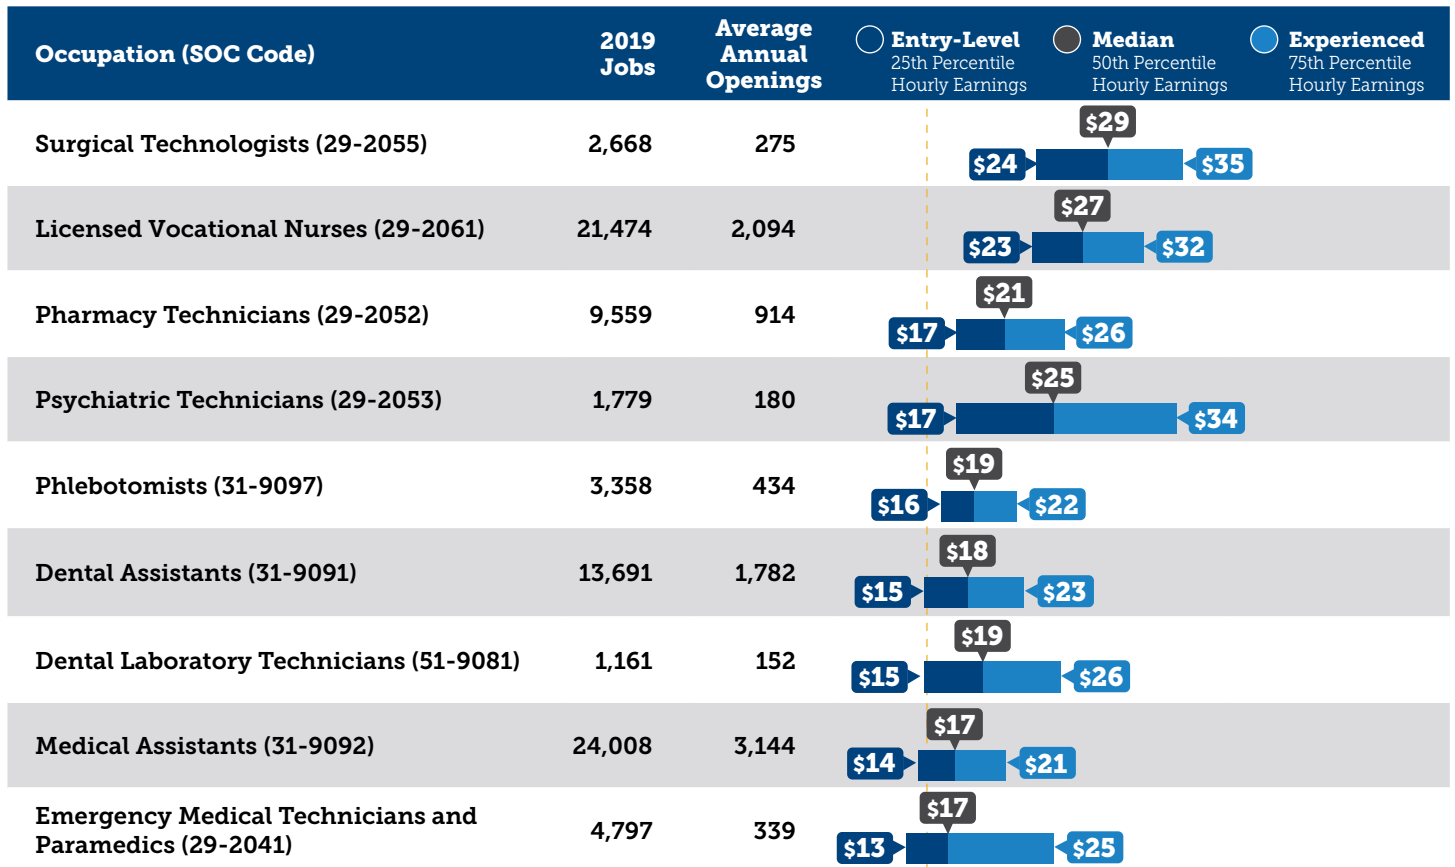 Occupation (SOC Code)
2019
Jobs
Average
Annual
Openings
Entry-Level
25th Percentile
Hourly Earnings
Median
50th Percentile
Hourly Earnings
Experienced
75th Percentile
Hourly Earnings
Surgical Technologists (29-2055) 2,668 275 $24 $29 $35
Licensed Vocational Nurses (29-2061) 21,474 2,094 $23 $27 $32
Pharmacy Technicians (29-2052) 9,559 914 $17 $21 $26
Psychiatric Technicians (29-2053) 1,779 180 $17 $25 $34
Phlebotomists (31-9097) 3,358 434 $16 $19 $22
Dental Assistants (31-9091) 13,691 1,782 $15 $18 $23
Dental Laboratory Technicians (51-9081) 1,161 152 $15 $19 $26
Medical Assistants (31-9092) 24,008 3,144 $14 $17 $21
Emergency Medical Technicians and
Paramedics (29-2041) 4,797 339 $13 $17 $25